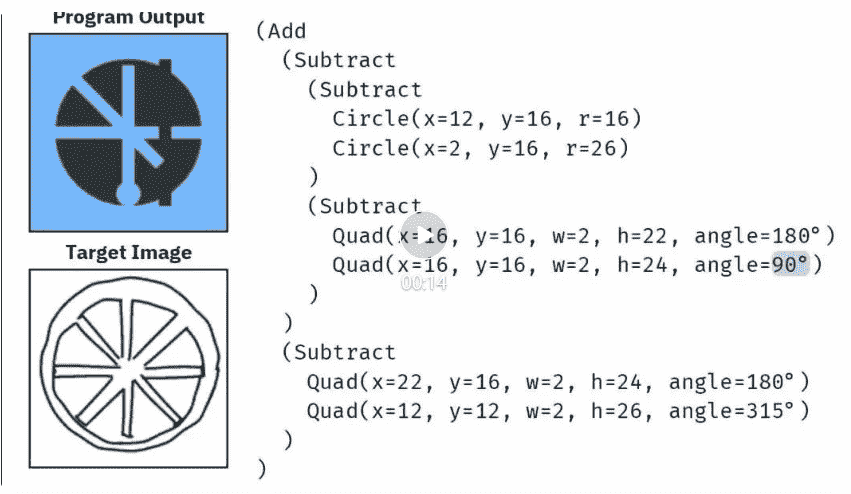 Program Output
Target Image
(Add
(Subtract
(Subtract
Circle(x=12, y=16, r=16)
Circle(x=2, y=16, r=26)
)
(Subtract
Quad(x=16, y=16, w=2, h=22, angle=180°)
Quad(x=16, y=16, w=2, h=24, angle=90°)
00:14
)
)
(Subtract
Quad(x=22, y=16, w=2, h=24, angle=180°)
Quad(x=12, y=12, w=2, h=26, angle=315°)
)
)